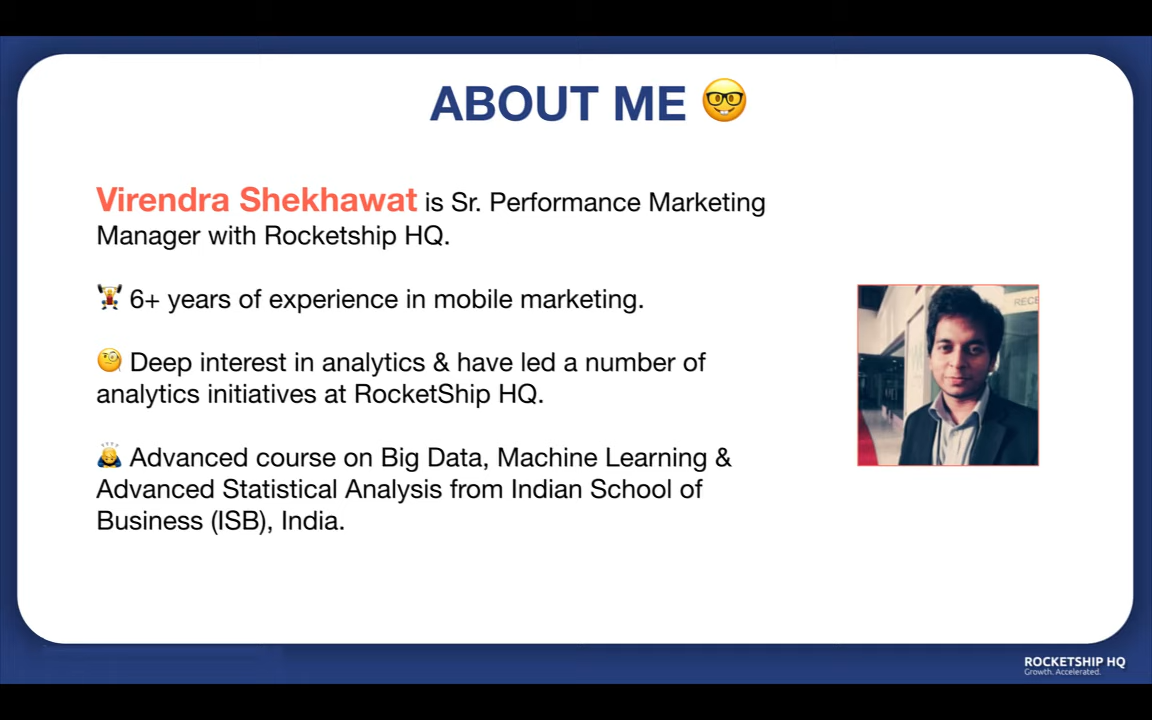 ABOUT ME 🤓
Virendra Shekhawat is Sr. Performance Marketing
Manager with Rocketship HQ.
🏋️ 6+ years of experience in mobile marketing.
🧐 Deep interest in analytics & have led a number of
analytics initiatives at RocketShip HQ.
🙇 Advanced course on Big Data, Machine Learning &
Advanced Statistical Analysis from Indian School of
Business (ISB), India.
RECE
ROCKETSHIP HQ
Growth. Accelerated.